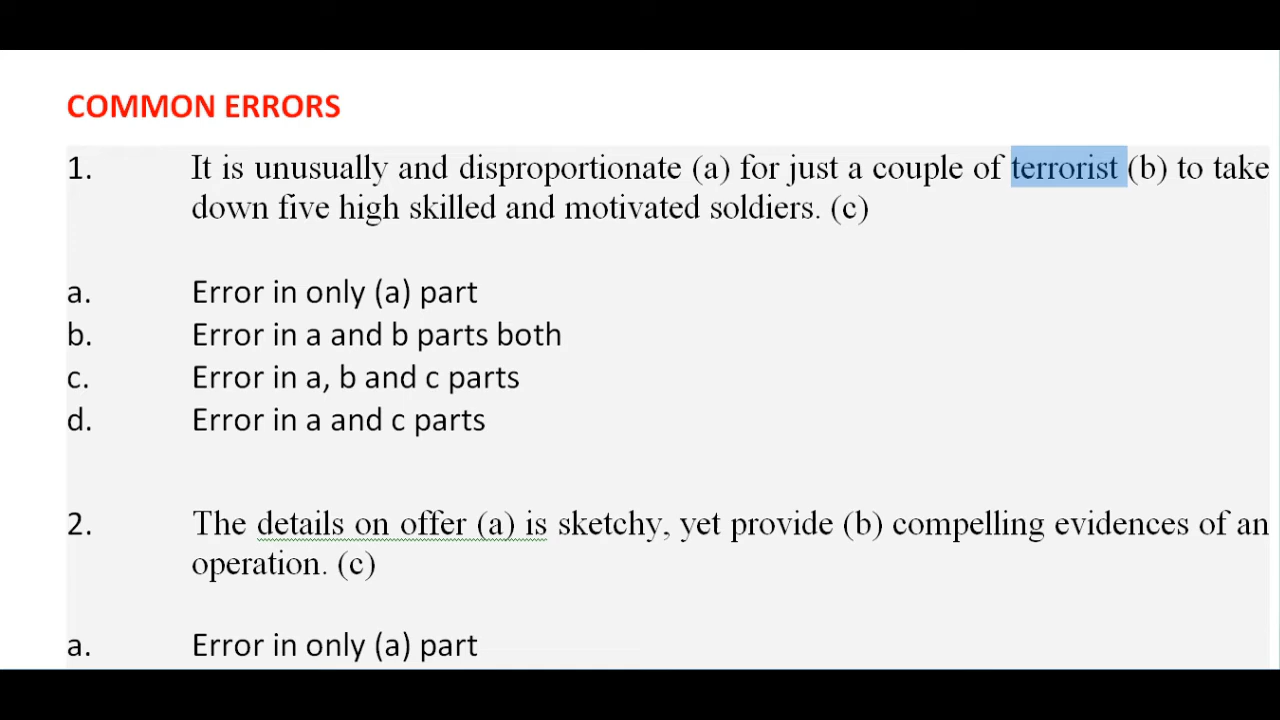 COMMON ERRORS
1. It is unusually and disproportionate (a) for just a couple of terrorist (b) to take
down five high skilled and motivated soldiers. (c)
a. Error in only (a) part
b. Error in a and b parts both
c. Error in a, b and c parts
d. Error in a and c parts
2. The details on offer (a) is sketchy, yet provide (b) compelling evidences of an
operation. (c)
a. Error in only (a) part